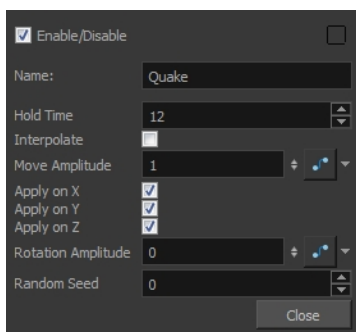 Enable/Disable
Name: Quake
Hold Time 12
Interpolate
Move Amplitude 1
Apply on X
Apply on Y
Apply on Z
Rotation Amplitude 0
Random Seed 0
Close